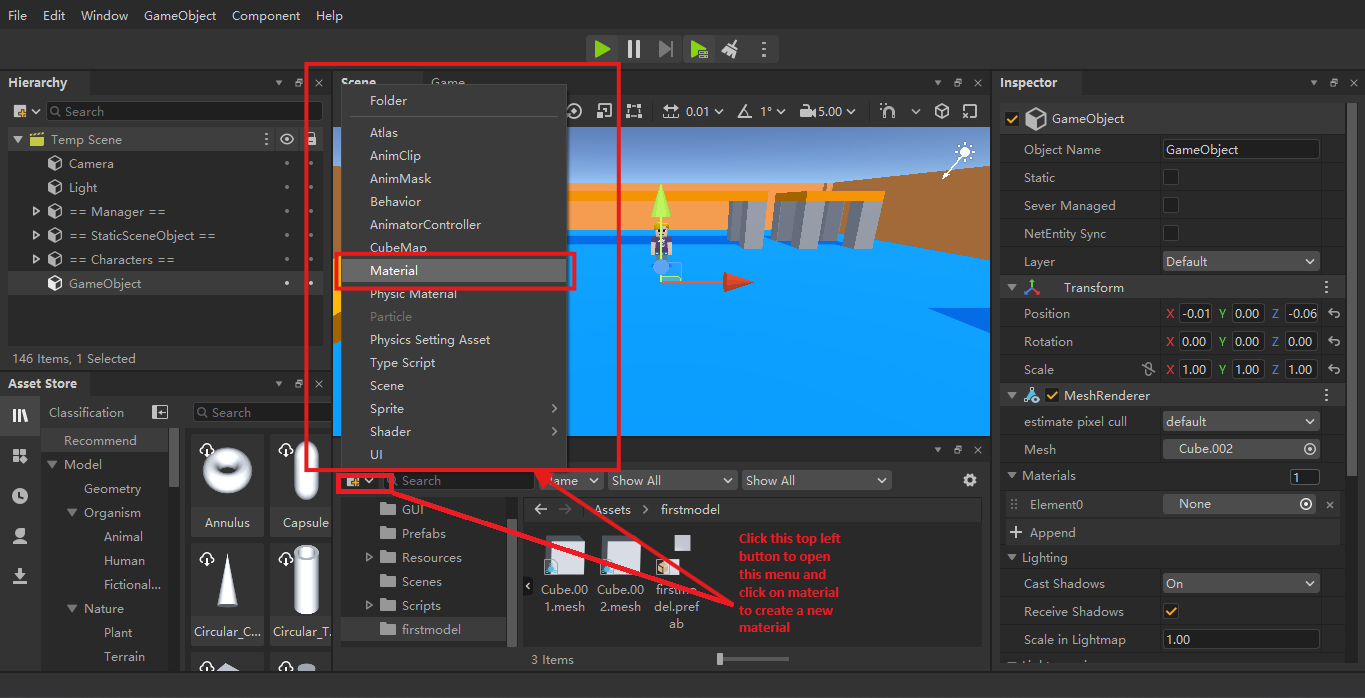 File Edit Window GameObject Component Help
Hierarchy
Search
Temp Scene
Camera
Light
== Manager ==
== StaticSceneObject ==
== Characters ==
GameObject
146 Items, 1 Selected
Asset Store
Classification
Search
Recommend
Model
Geometry
Organism
Animal
Human
Fictional...
Nature
Plant
Terrain
Annulus
Capsule
Circular_C...
Circular_T.
Scene Game
0.01 1° 5.00
Folder
Atlas
AnimClip
AnimMask
Behavior
AnimatorController
CubeMap
Material
Physic Material
Particle
Physics Setting Asset
Type Script
Scene
Sprite
Shader
UI
Search
Show All
Show All
GUI
Prefabs
Resources
Scenes
Scripts
firstmodel
Assets > firstmodel
Cube.00
1.mesh
Cube.00
2.mesh
del.pref
ab
Click this top left
button to open
this menu and
click on material
to create a new
material
3 Items
Inspector
GameObject
Object Name GameObject
Static
Sever Managed
NetEntity Sync
Layer Default
Transform
Position X -0.01 Y 0.00 Z -0.06
Rotation X 0.00 Y 0.00 Z 0.00
Scale X 1.00 Y 1.00 Z 1.00
MeshRenderer
estimate pixel cull default
Mesh Cube.002
Materials 1
Element0 None
Append
Lighting
Cast Shadows On
Receive Shadows
Scale in Lightmap 1.00